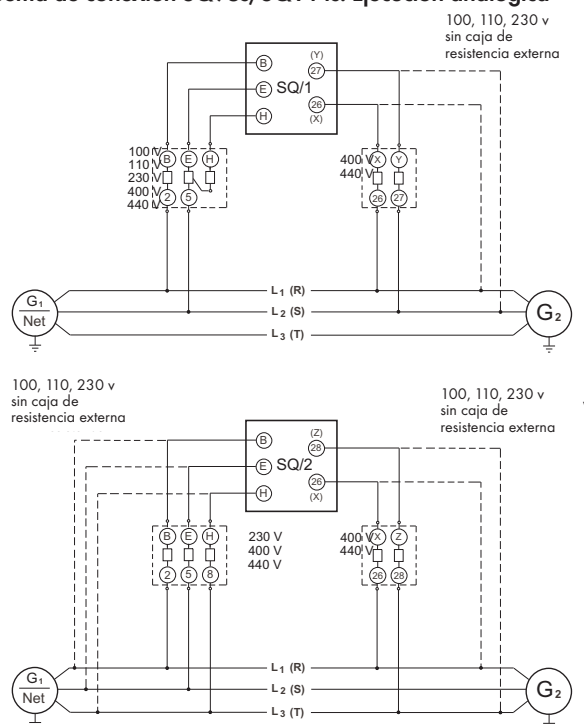 100, 110, 230 v
sin caja de
resistencia externa
(Y)
B
27
E
SQ/1
26
H
(X)
100 V
110 V
230 V
400 V
440 V
B E H
2 5
400 V
440 V
X Y
26 27
L1 (R)
G1
Net
L2 (S)
G2
L3 (T)
100, 110, 230 v
sin caja de
resistencia externa
100, 110, 230 v
sin caja de
resistencia externa
(Z)
B
28
E
SQ/2
26
H
(X)
B E H
2 5 8
230 V
400 V
440 V
400 V
440 V
X Z
26 28
L1 (R)
G1
Net
L2 (S)
G2
L3 (T)